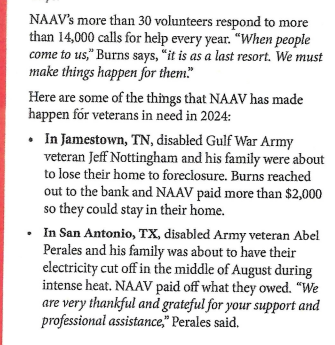 NAAV's more than 30 volunteers respond to more
than 14,000 calls for help every year. "When people
come to us," Burns says, "it is as a last resort. We must
make things happen for them."
Here are some of the things that NAAV has made
happen for veterans in need in 2024:
• In Jamestown, TN, disabled Gulf War Army
veteran Jeff Nottingham and his family were about
to lose their home to foreclosure. Burns reached
out to the bank and NAAV paid more than $2,000
so they could stay in their home.
• In San Antonio, TX, disabled Army veteran Abel
Perales and his family was about to have their
electricity cut off in the middle of August during
intense heat. NAAV paid off what they owed. "We
are very thankful and grateful for your support and
professional assistance," Perales said.